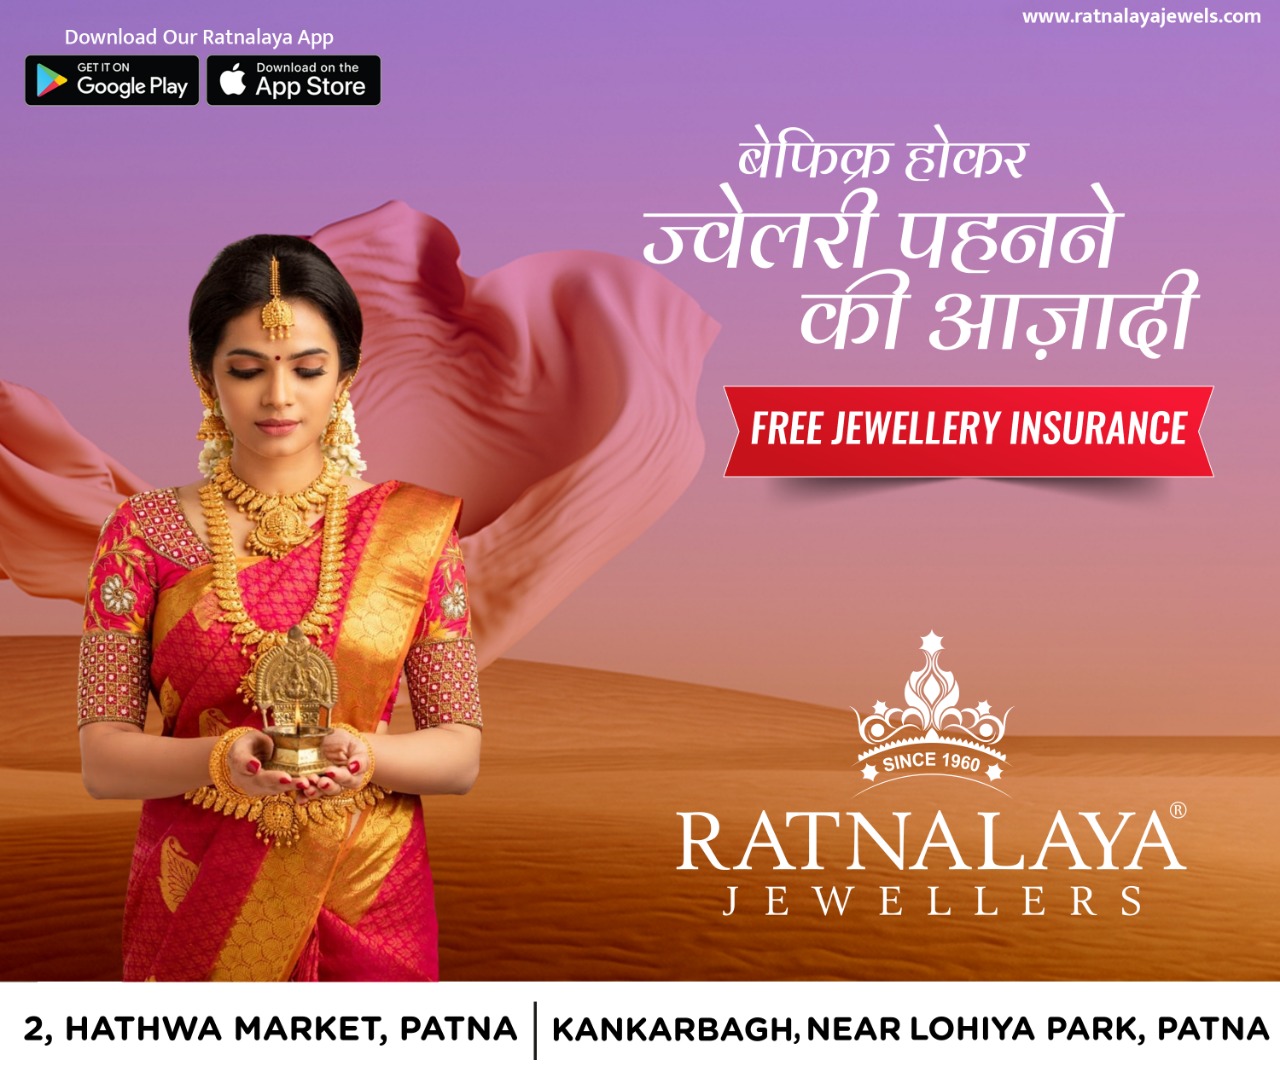 www.ratnalayajewels.com
Download Our Ratnalaya App
GET IT ON
Google Play
Download on the
App Store
बेफिक्र होकर
ज्वेलरी पहनने
की आज़ादी
FREE JEWELLERY INSURANCE
SINCE 1960
RATNALAYA®
JEWELLERS
2, HATHWA MARKET, PATNA
KANKARBAGH, NEAR LOHIYA PARK, PATNA